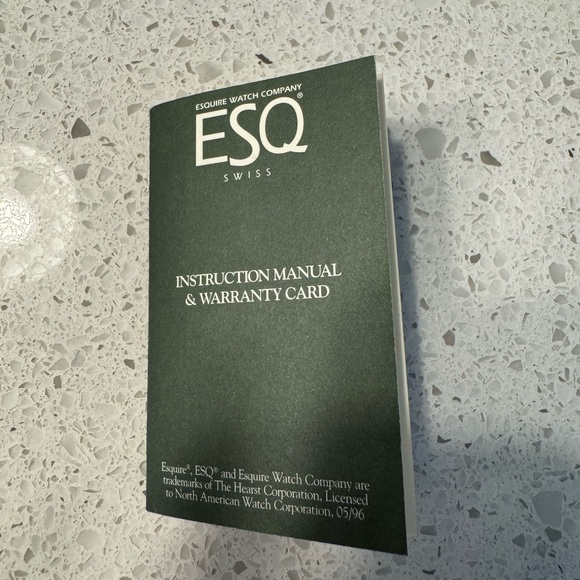 ESQUIRE WATCH COMPANY
ESQ®
SWISS
INSTRUCTION MANUAL
& WARRANTY CARD
Esquire®, ESQ® and Esquire Watch Company are
trademarks of The Hearst Corporation, Licensed
to North American Watch Corporation, 05/96